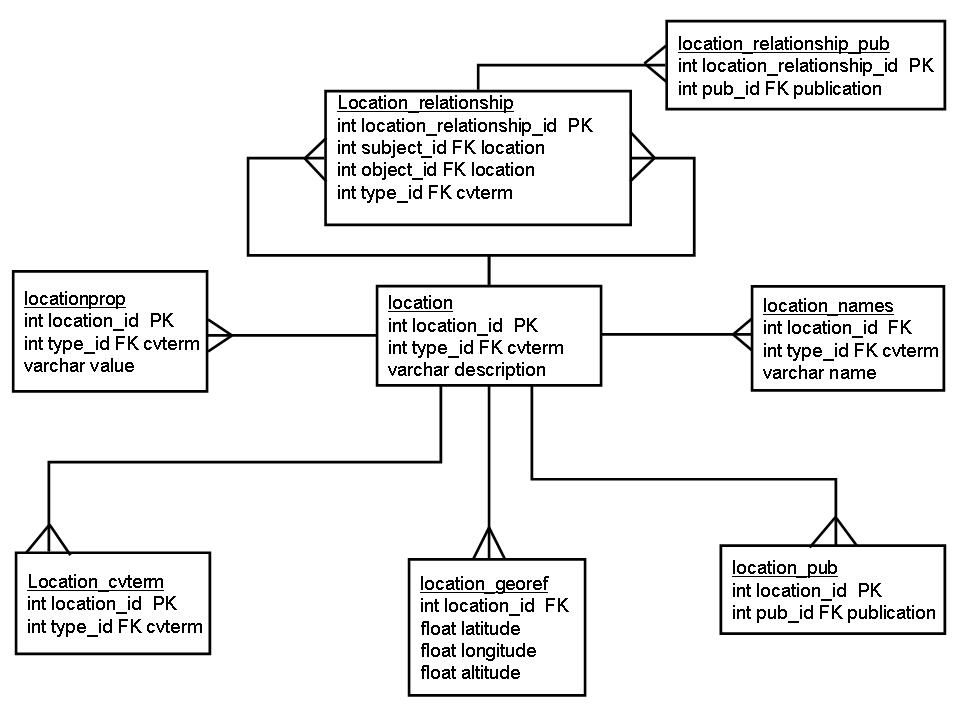 location_relationship_pub
int location_relationship_id  PK
int pub_id FK publication
Location_relationship
int location_relationship_id  PK
int subject_id FK location
int object_id FK location
int type_id FK cvterm
locationprop
int location_id  PK
int type_id FK cvterm
varchar value
location
int location_id  PK
int type_id FK cvterm
varchar description
location_names
int location_id  FK
int type_id FK cvterm
varchar name
Location_cvterm
int location_id  PK
int type_id FK cvterm
location_georef
int location_id  FK
float latitude
float longitude
float altitude
location_pub
int location_id  PK
int pub_id FK publication